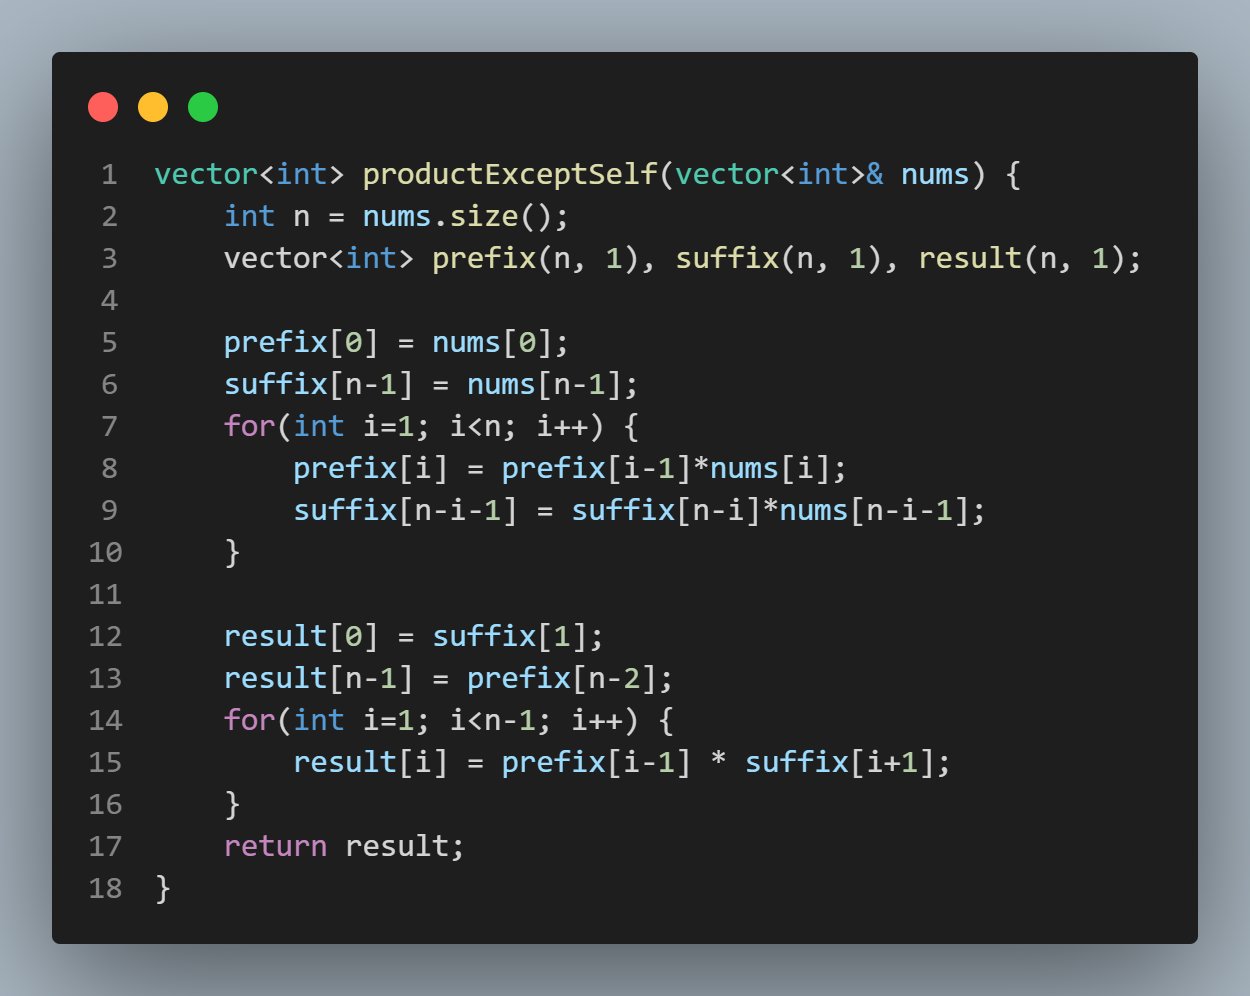 1 vector<int> productExceptSelf(vector<int>& nums) {
2     int n = nums.size();
3     vector<int> prefix(n, 1), suffix(n, 1), result(n, 1);
4
5     prefix[0] = nums[0];
6     suffix[n-1] = nums[n-1];
7     for(int i=1; i<n; i++) {
8         prefix[i] = prefix[i-1]*nums[i];
9         suffix[n-i-1] = suffix[n-i]*nums[n-i-1];
10     }
11
12     result[0] = suffix[1];
13     result[n-1] = prefix[n-2];
14     for(int i=1; i<n-1; i++) {
15         result[i] = prefix[i-1] * suffix[i+1];
16     }
17     return result;
18 }